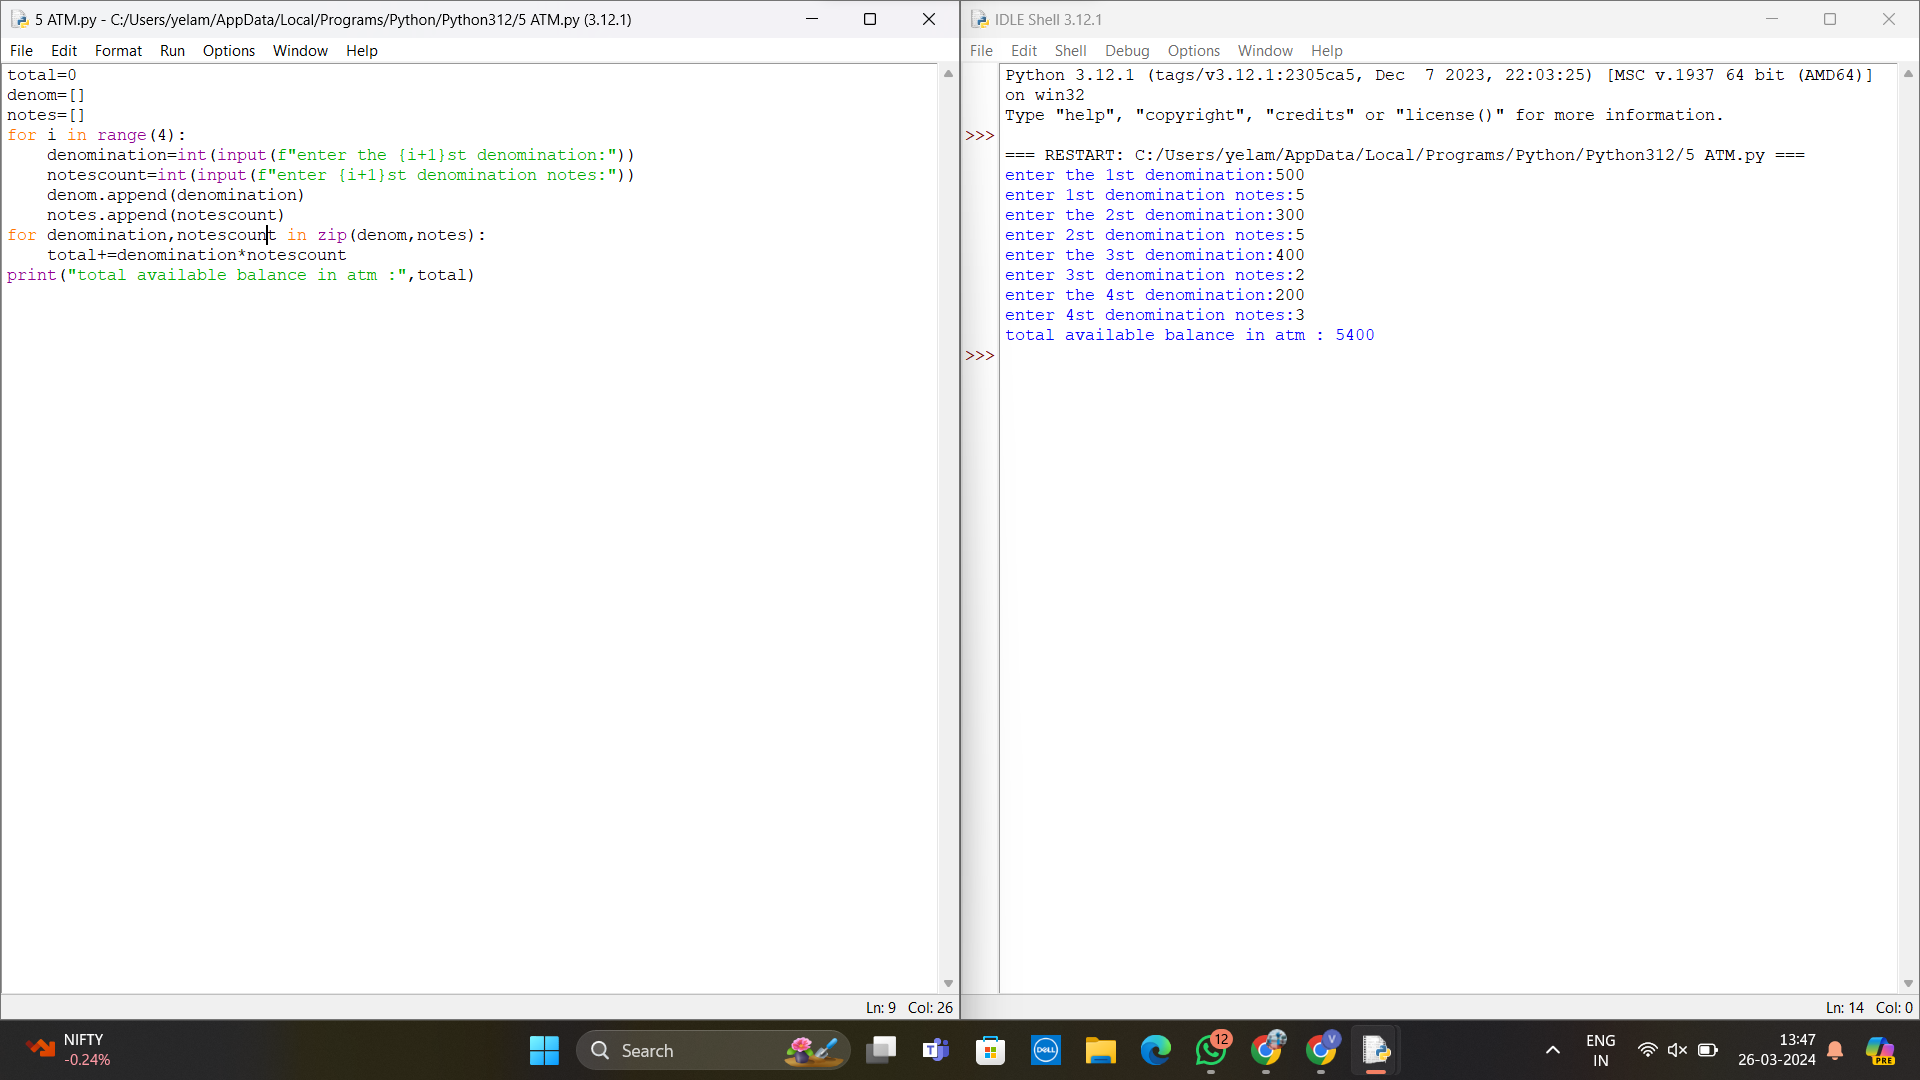 5 ATM.py - C:/Users/yelam/AppData/Local/Programs/Python/Python312/5 ATM.py (3.12.1)
File Edit Format Run Options Window Help
total=0
denom=[]
notes=[]
for i in range(4):
    denomination=int(input(f"enter the {i+1}st denomination:"))
    notescount=int(input(f"enter {i+1}st denomination notes:"))
    denom.append(denomination)
    notes.append(notescount)
for denomination,notescount in zip(denom,notes):
    total+=denomination*notescount
print("total available balance in atm :",total)
Ln: 9 Col: 26
IDLE Shell 3.12.1
File Edit Shell Debug Options Window Help
Python 3.12.1 (tags/v3.12.1:2305ca5, Dec  7 2023, 22:03:25) [MSC v.1937 64 bit (AMD64)]
on win32
Type "help", "copyright", "credits" or "license()" for more information.
>>>
=== RESTART: C:/Users/yelam/AppData/Local/Programs/Python/Python312/5 ATM.py ===
enter the 1st denomination:500
enter 1st denomination notes:5
enter the 2st denomination:300
enter 2st denomination notes:5
enter the 3st denomination:400
enter 3st denomination notes:2
enter the 4st denomination:200
enter 4st denomination notes:3
total available balance in atm : 5400
>>>
Ln: 14 Col: 0
NIFTY
-0.24%
Search
T
DELL
12
V
ENG
IN
13:47
26-03-2024
PRE